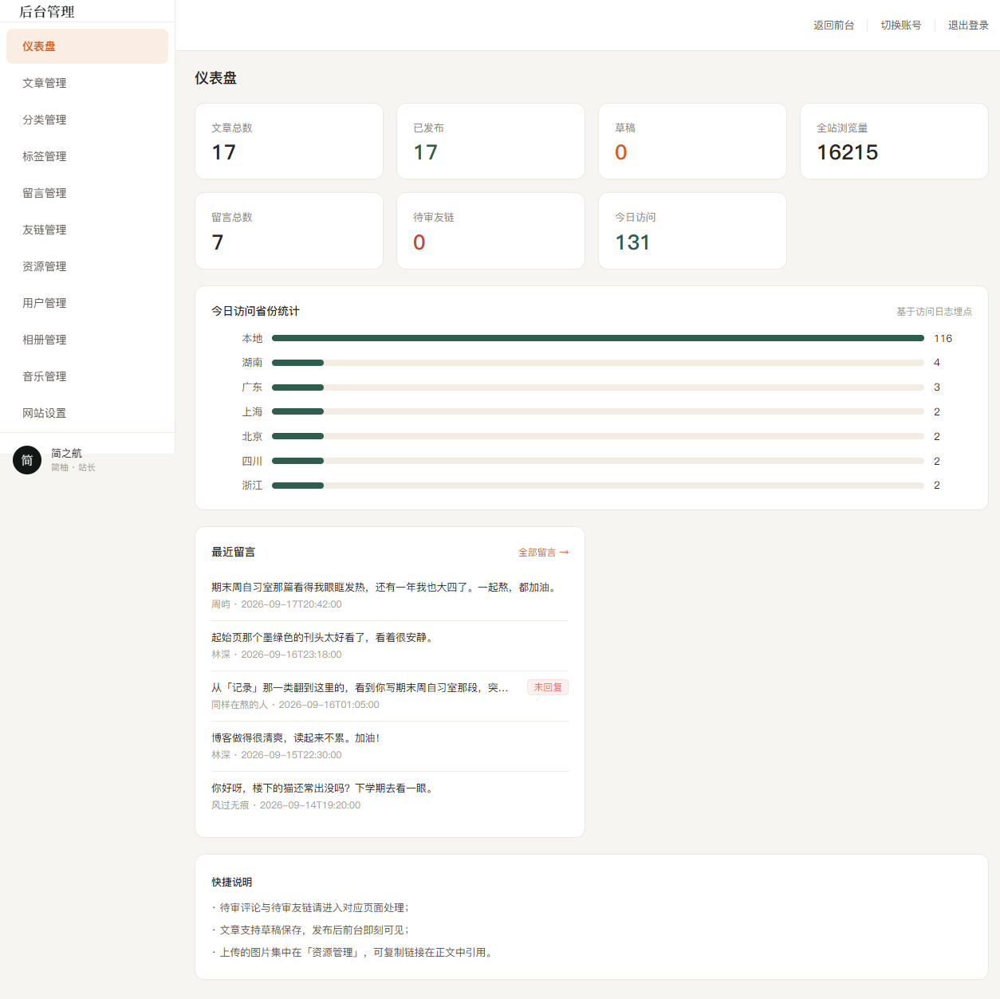 后台管理
仪表盘
文章管理
分类管理
标签管理
留言管理
友链管理
资源管理
用户管理
相册管理
音乐管理
网站设置
简
简之航
简柚 · 站长
返回前台
切换账号
退出登录
仪表盘
文章总数
17
已发布
17
草稿
0
全站浏览量
16215
留言总数
7
待审友链
0
今日访问
131
今日访问省份统计
基于访问日志埋点
本地 116
湖南 4
广东 3
上海 2
北京 2
四川 2
浙江 2
最近留言
全部留言 →
期末周自习室那篇看得我眼眶发热，还有一年我也大四了。一起熬，都加油。
周屿 · 2026-09-17T20:42:00
起始页那个墨绿色的刊头太好看了，看着很安静。
林深 · 2026-09-16T23:18:00
从「记录」那一类翻到这里的，看到你写期末周自习室那段，突...
未回复
同样在熬的人 · 2026-09-16T01:05:00
博客做得很清爽，读起来不累。加油！
林深 · 2026-09-15T22:30:00
你好呀，楼下的猫还常出没吗？下学期去看一眼。
风过无痕 · 2026-09-14T19:20:00
快捷说明
· 待审评论与待审友链请进入对应页面处理；
· 文章支持草稿保存，发布后前台即刻可见；
· 上传的图片集中在「资源管理」，可复制链接在正文中引用。